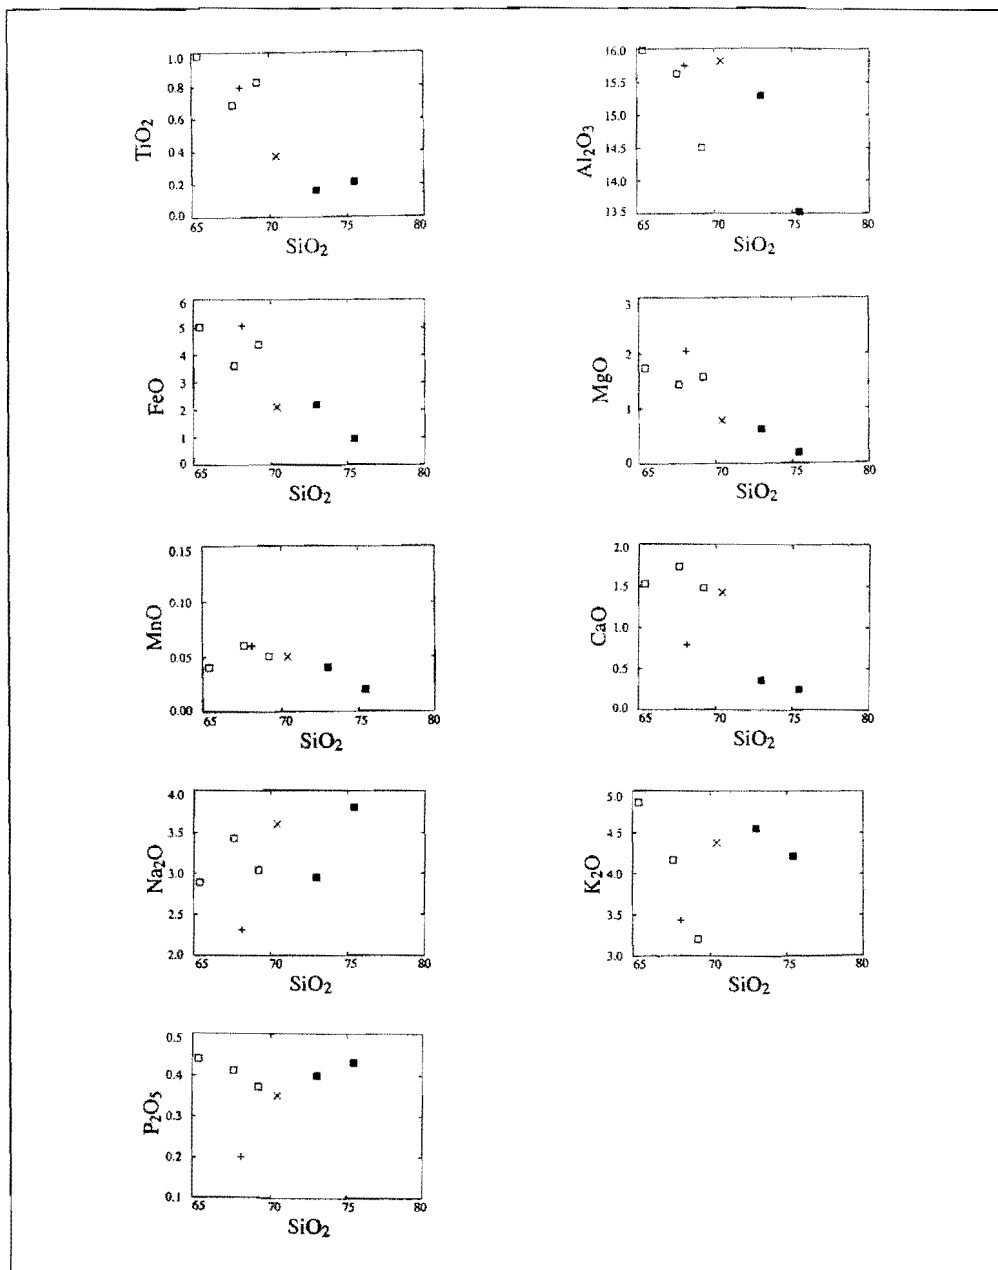 TiO2
1.0
0.8
0.6
0.4
0.2
0.0
65 70 75 80
SiO2
Al2O3
16.0
15.5
15.0
14.5
14.0
13.5
65 70 75 80
SiO2
FeO
6
5
4
3
2
1
0
65 70 75 80
SiO2
MgO
3
2
1
0
65 70 75 80
SiO2
MnO
0.15
0.10
0.05
0.00
65 70 75 80
SiO2
CaO
2.0
1.5
1.0
0.5
0.0
65 70 75 80
SiO2
Na2O
4.0
3.5
3.0
2.5
2.0
65 70 75 80
SiO2
K2O
5.0
4.5
4.0
3.5
3.0
65 70 75 80
SiO2
P2O5
0.5
0.4
0.3
0.2
0.1
65 70 75 80
SiO2